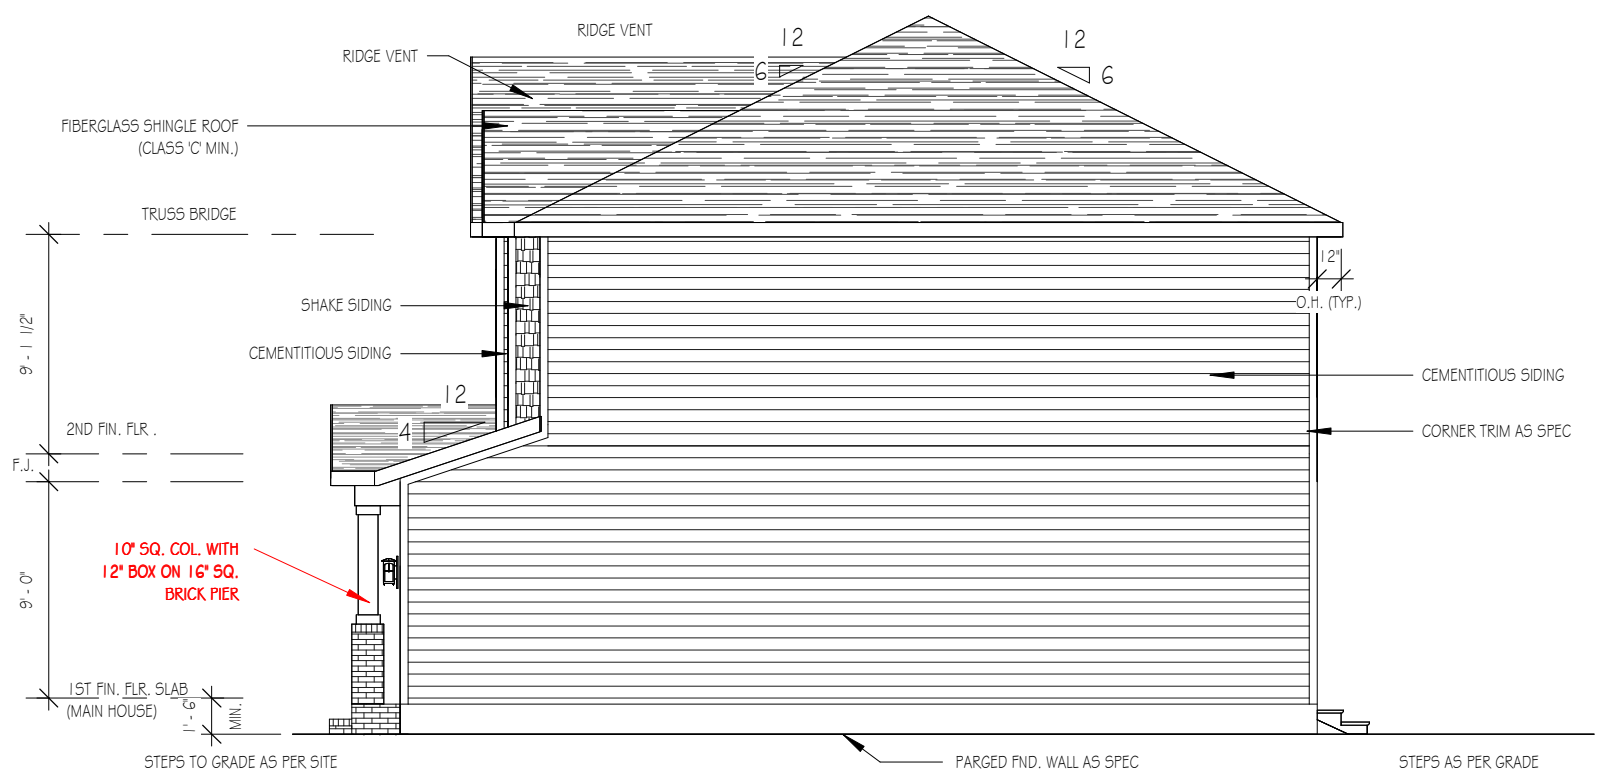 RIDGE VENT
12
12
RIDGE VENT
6
6
FIBERGLASS SHINGLE ROOF
(CLASS 'C' MIN.)
TRUSS BRIDGE
12"
O.H. (TYP.)
SHAKE SIDING
9' - 1 1/2"
CEMENTITIOUS SIDING
CEMENTITIOUS SIDING
12
4
2ND FIN. FLR .
CORNER TRIM AS SPEC
F.J.
10" SQ. COL. WITH
12" BOX ON 16" SQ.
BRICK PIER
9' - 0"
1ST FIN. FLR. SLAB
(MAIN HOUSE)
1' - 6"
MIN.
STEPS TO GRADE AS PER SITE
PARGED FND. WALL AS SPEC
STEPS AS PER GRADE